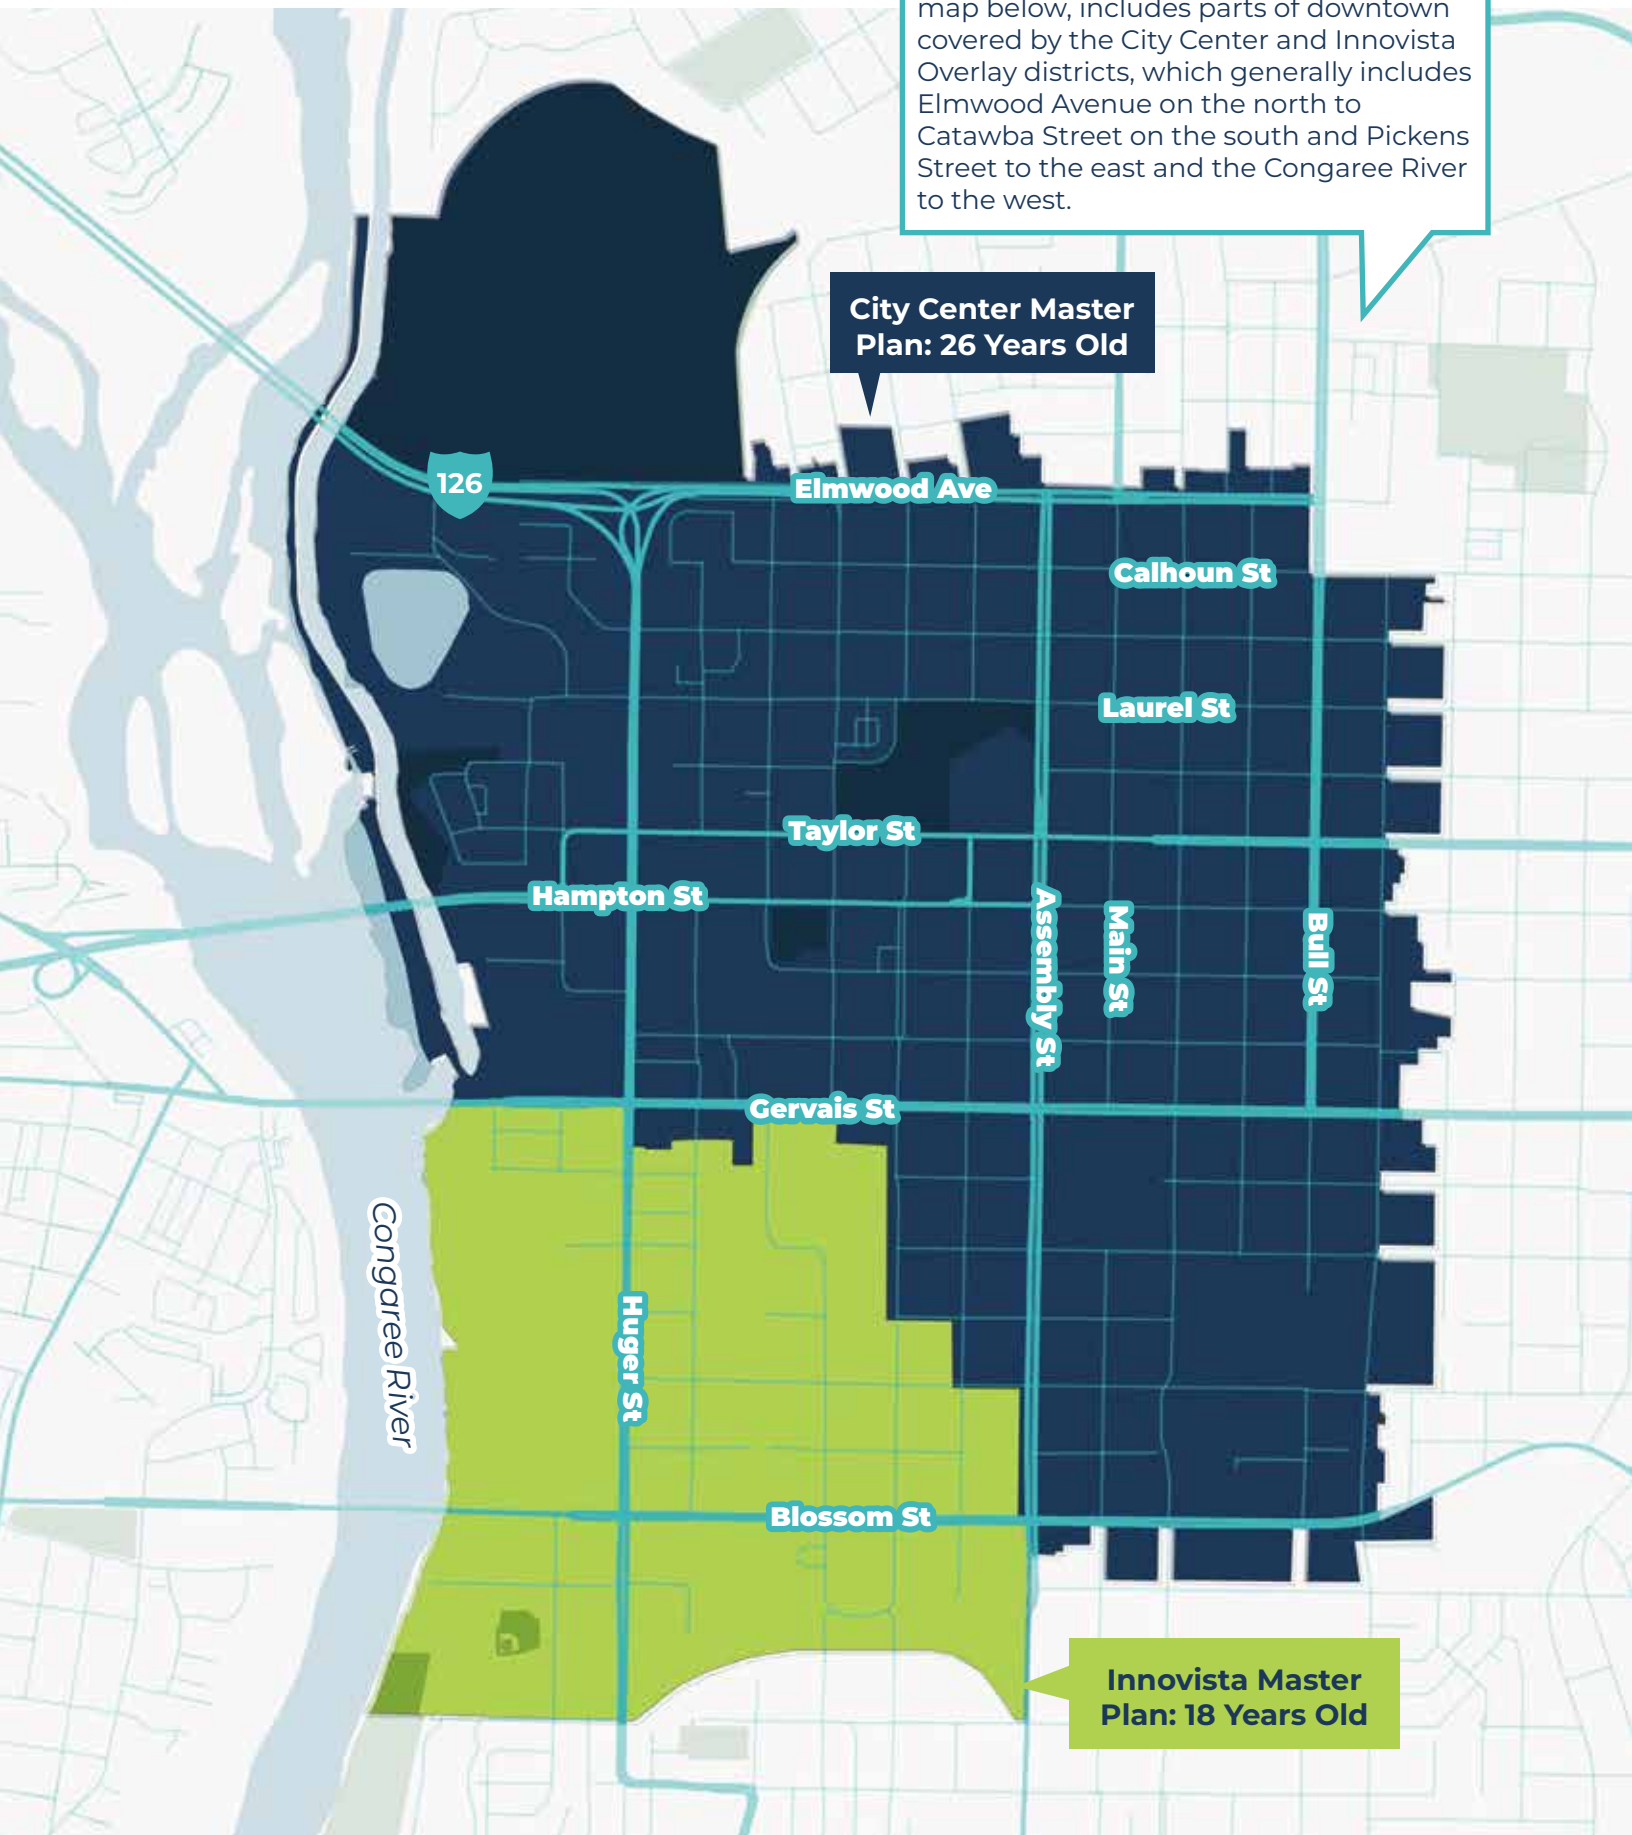 map below, includes parts of downtown
covered by the City Center and Innovista
Overlay districts, which generally includes
Elmwood Avenue on the north to
Catawba Street on the south and Pickens
Street to the east and the Congaree River
to the west.
City Center Master
Plan: 26 Years Old
126
Elmwood Ave
Calhoun St
Laurel St
Taylor St
Hampton St
Assembly St
Main St
Bull St
Gervais St
Congaree River
Huger St
Blossom St
Innovista Master
Plan: 18 Years Old